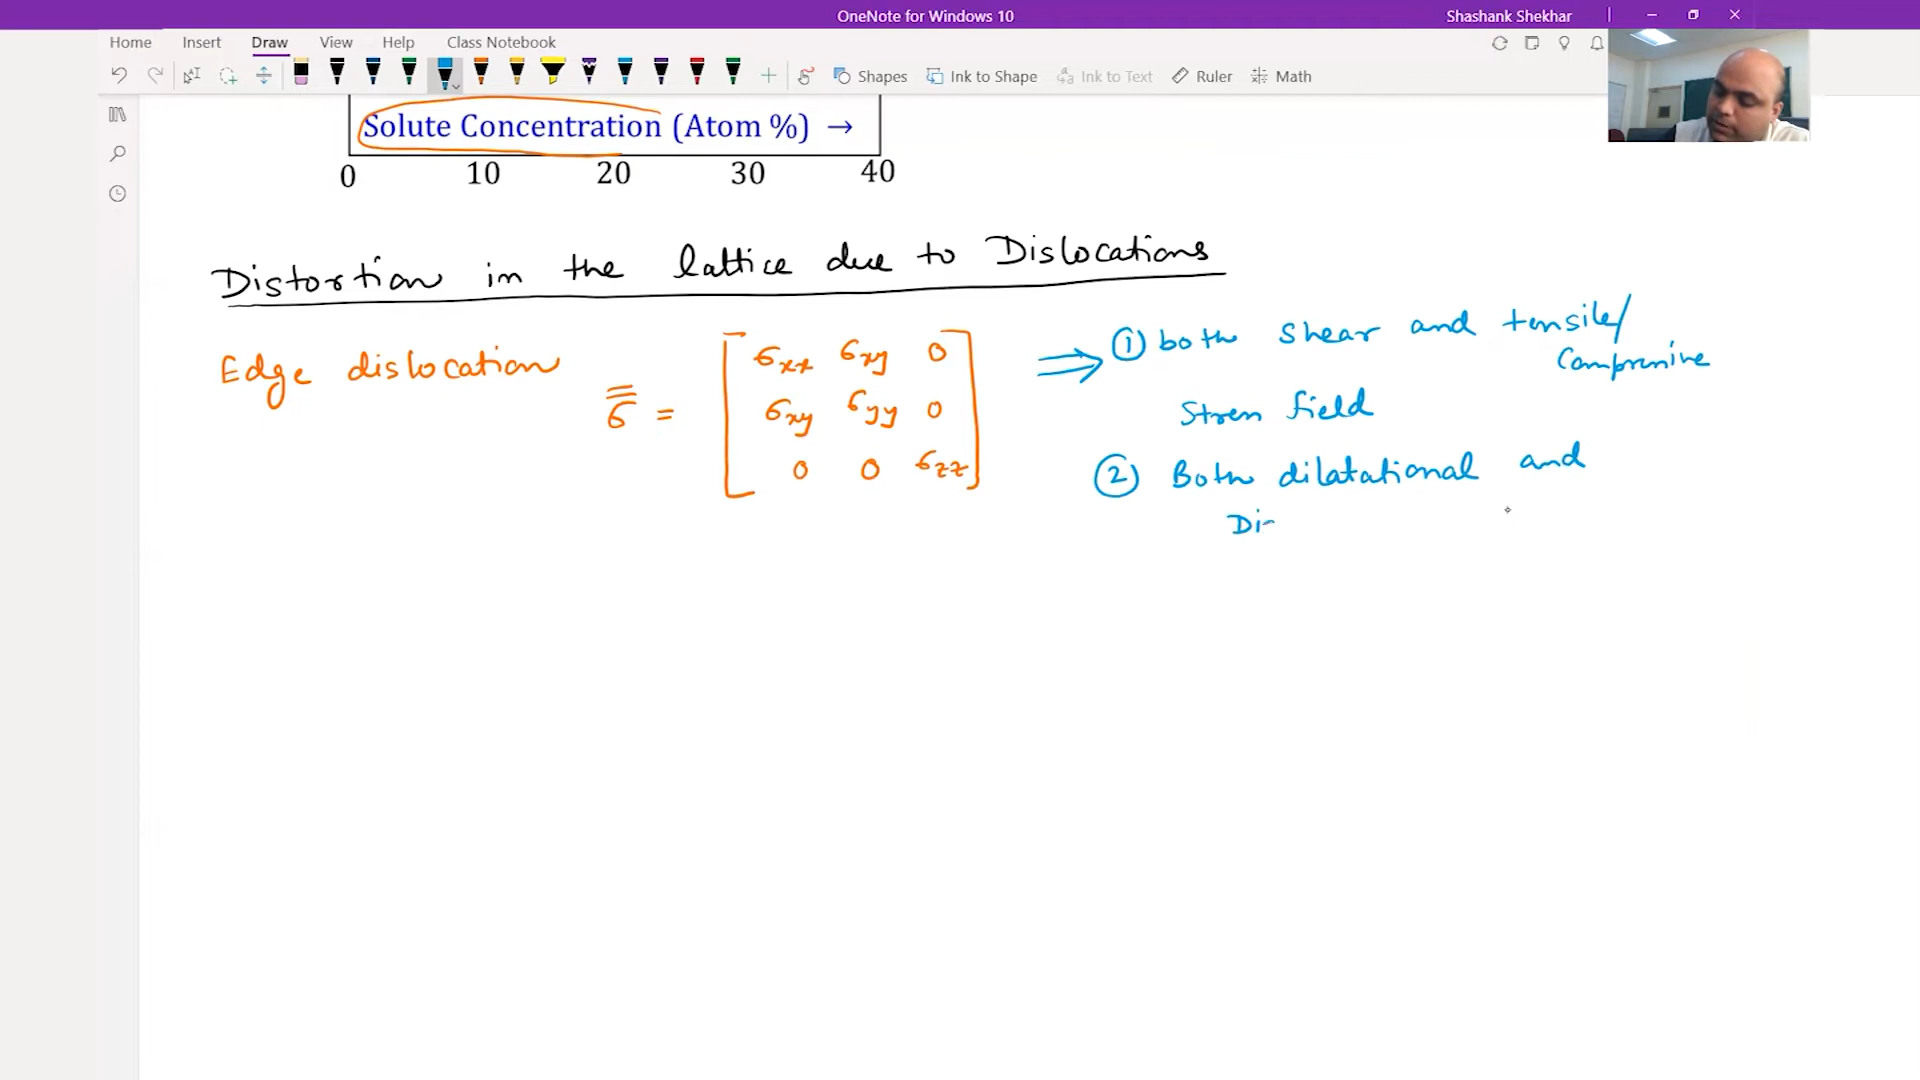 OneNote for Windows 10
Shashank Shekhar
Home Insert Draw View Help Class Notebook
Shapes Ink to Shape Ink to Text Ruler Math
Solute Concentration (Atom %) →
0 10 20 30 40
Distortion in the lattice due to Dislocations
Edge dislocation
σ =
σxx σxy 0
σxy σyy 0
0 0 σzz
⇒ ① both shear and tensile/
Compressive
Stress field
② Both dilatational and
Dis